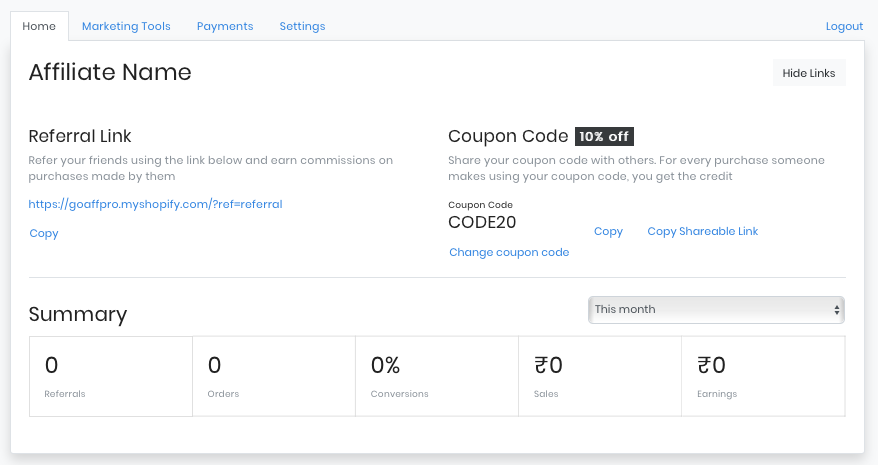 Home Marketing Tools Payments Settings Logout
Affiliate Name
Hide Links
Referral Link
Refer your friends using the link below and earn commissions on
purchases made by them
https://goaffpro.myshopify.com/?ref=referral
Copy
Coupon Code 10% off
Share your coupon code with others. For every purchase someone
makes using your coupon code, you get the credit
Coupon Code
CODE20
Copy Copy Shareable Link
Change coupon code
Summary
This month
0 0 0% ₹0 ₹0
Referrals Orders Conversions Sales Earnings